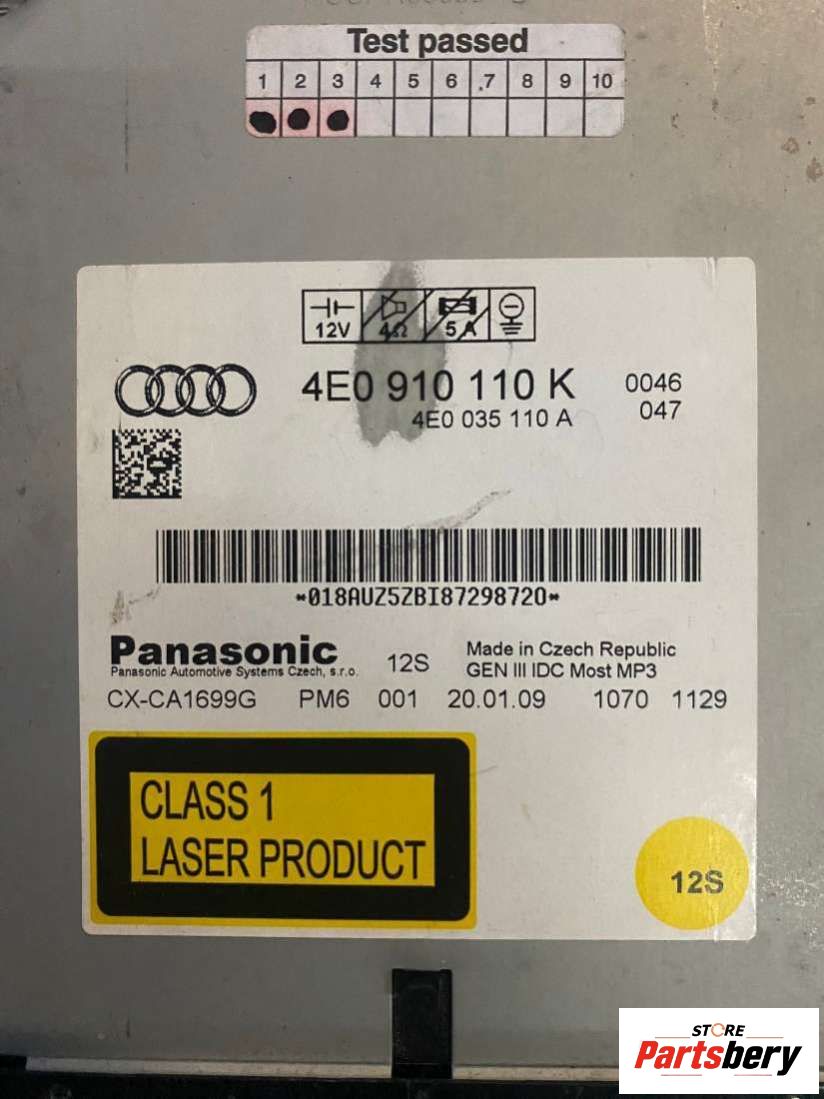 Test passed
1 2 3 4 5 6 7 8 9 10
12V 4Ω 5A
4E0 910 110 K 0046
4E0 035 110 A 047
*018AUZ5ZBI8729872O*
Panasonic 12S Made in Czech Republic
Panasonic Automotive Systems Czech, s.r.o. GEN III IDC Most MP3
CX-CA1699G PM6 001 20.01.09 1070 1129
CLASS 1
LASER PRODUCT
12S
STORE
Partsbery